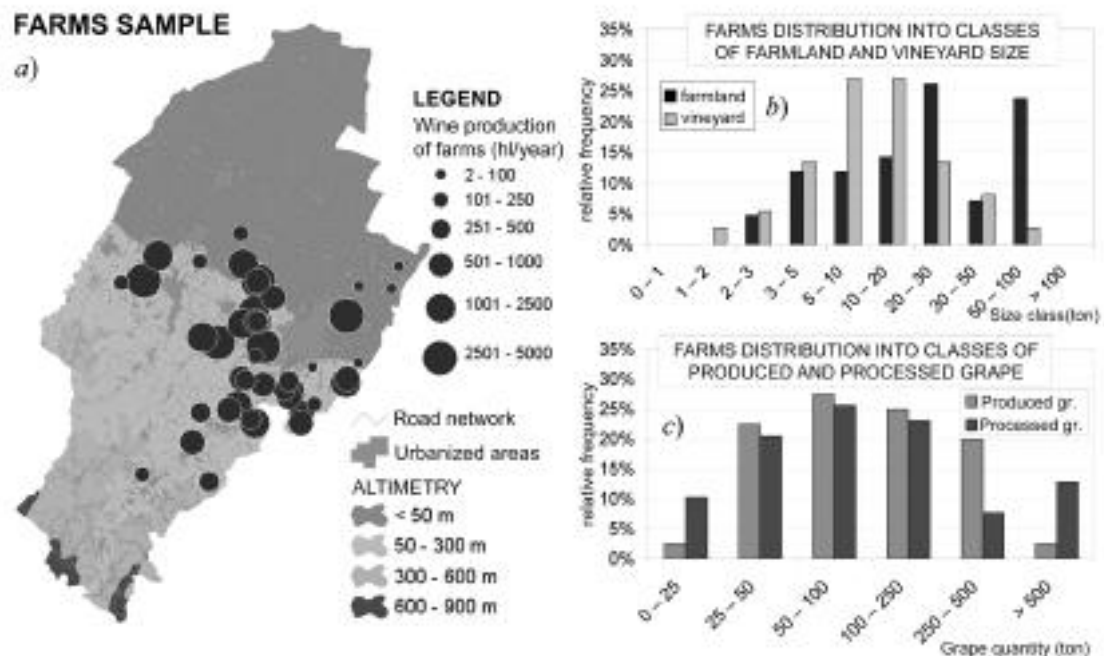 FARMS SAMPLE
a)
LEGEND
Wine production
of farms (hl/year)
2 - 100
101 - 250
251 - 500
501 - 1000
1001 - 2500
2501 - 5000
Road network
Urbanized areas
ALTIMETRY
< 50 m
50 - 300 m
300 - 600 m
600 - 900 m
FARMS DISTRIBUTION INTO CLASSES
OF FARMLAND AND VINEYARD SIZE
b)
farmland
vineyard
relative frequency
35%
30%
25%
20%
15%
10%
5%
0%
0 – 1
1 – 2
2 – 3
3 – 5
5 – 10
10 – 20
20 – 30
30 – 50
50 – 100
> 100
Size class(ton)
FARMS DISTRIBUTION INTO CLASSES OF
PRODUCED AND PROCESSED GRAPE
c)
Produced gr.
Processed gr.
relative frequency
35%
30%
25%
20%
15%
10%
5%
0%
0 – 25
25 – 50
50 – 100
100 – 250
250 – 500
> 500
Grape quantity (ton)